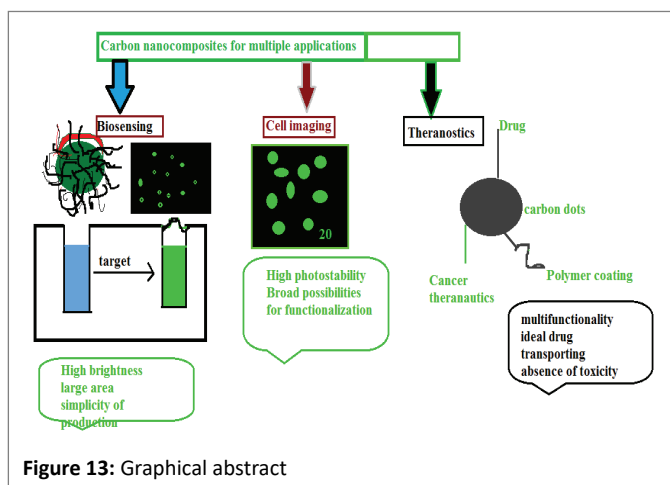 Carbon nanocomposites for multiple applications
Biosensing
target
High brightness
large area
simplicity of
production
Cell imaging
20
High photostability
Broad possibilities
for functionalization
Theranostics
Drug
carbon dots
Cancer
theranautics
Polymer coating
multifunctionality
ideal drug
transporting
absence of toxicity
Figure 13: Graphical abstract